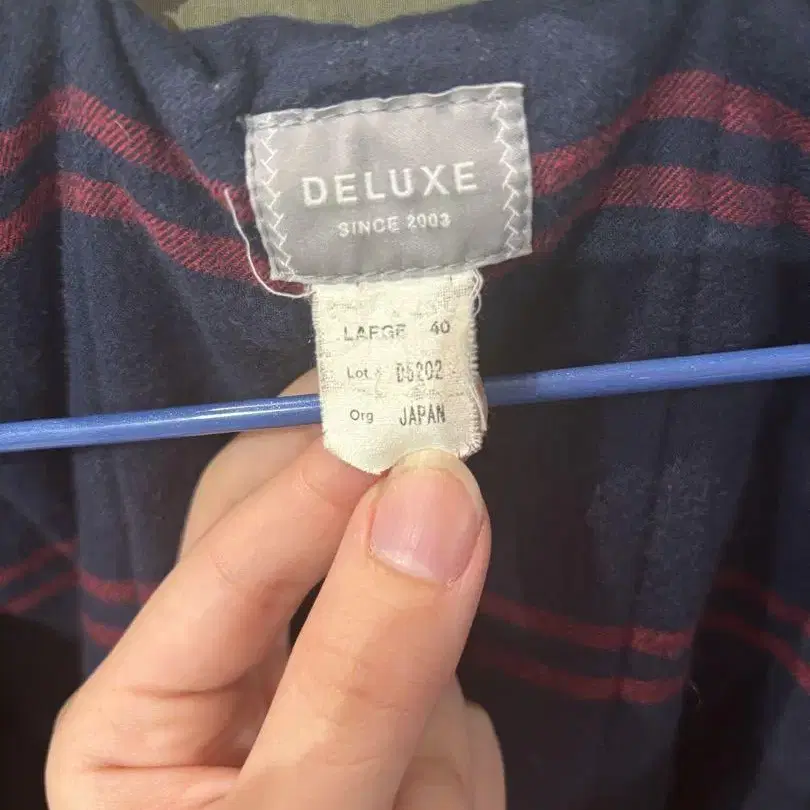 DELUXE
SINCE 2003
LARGE 40
Lot D5202
Org JAPAN